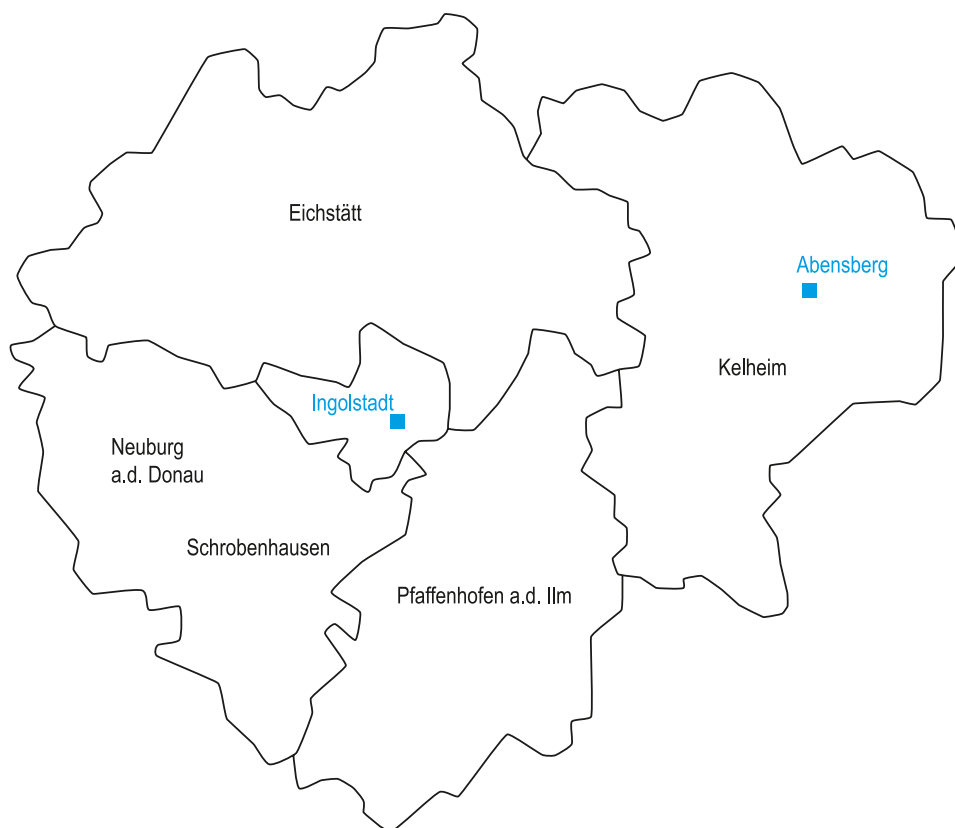 Eichstätt
Abensberg
Kelheim
Ingolstadt
Neuburg
a.d. Donau
Schrobenhausen
Pfaffenhofen a.d. Ilm